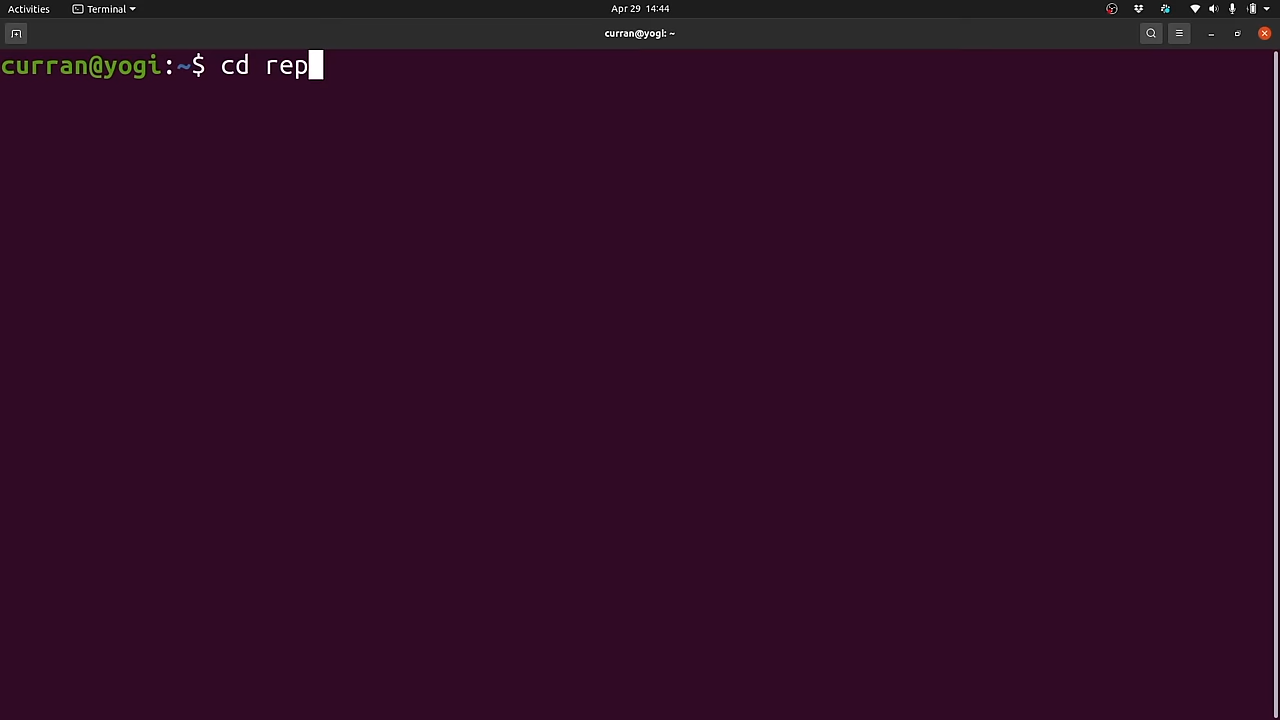 Activities
Terminal
Apr 29 14:44
curran@yogi: ~
curran@yogi:~$ cd rep